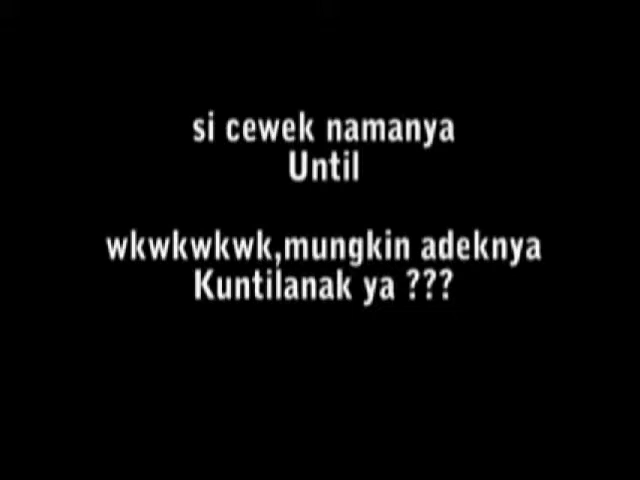 si cewek namanya
Until
wkwkwkwk,mungkin adeknya
Kuntilanak ya ???